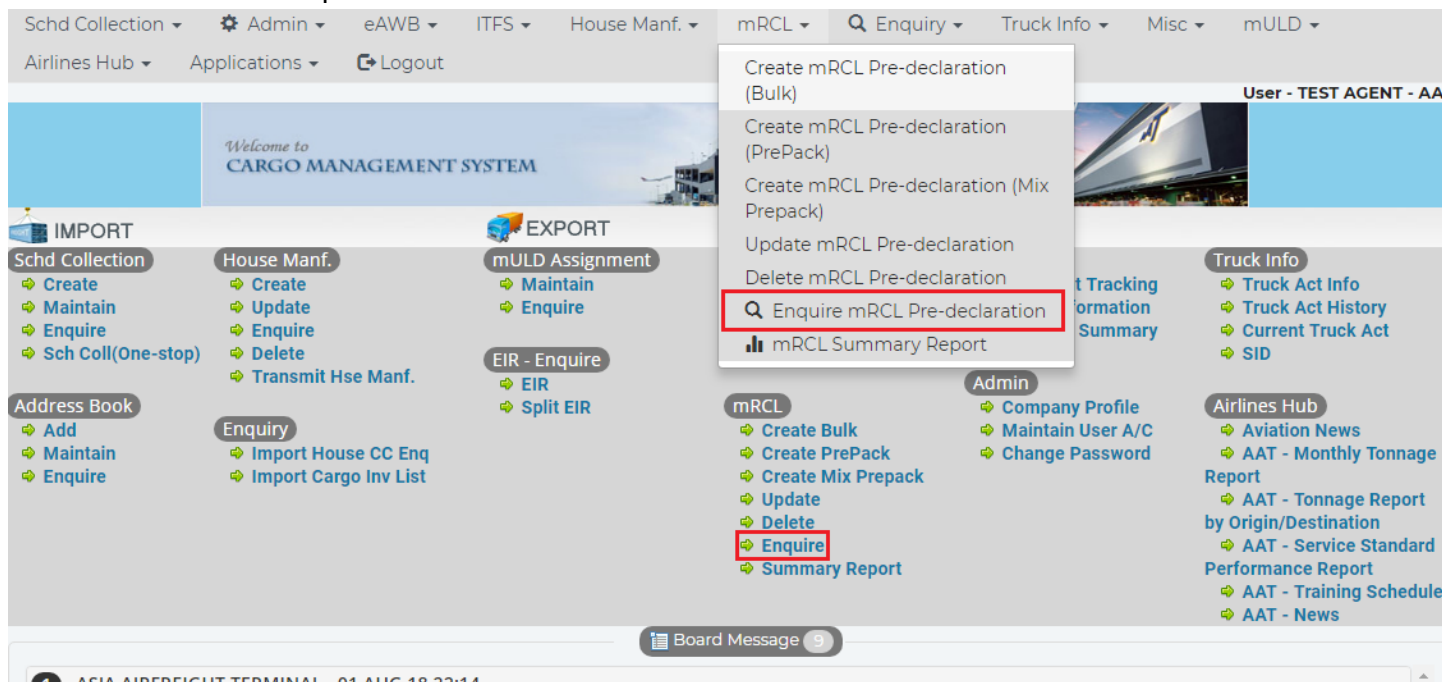 Schd Collection Admin eAWB ITFS House Manf. mRCL Enquiry Truck Info Misc mULD
Airlines Hub Applications Logout
Create mRCL Pre-declaration
(Bulk)
Create mRCL Pre-declaration
(PrePack)
Create mRCL Pre-declaration (Mix
Prepack)
Update mRCL Pre-declaration
Delete mRCL Pre-declaration
Enquire mRCL Pre-declaration
mRCL Summary Report
User - TEST AGENT - AA
Welcome to
CARGO MANAGEMENT SYSTEM
IMPORT
Schd Collection
Create
Maintain
Enquire
Sch Coll(One-stop)
Address Book
Add
Maintain
Enquire
House Manf.
Create
Update
Enquire
Delete
Transmit Hse Manf.
Enquiry
Import House CC Enq
Import Cargo Inv List
EXPORT
mULD Assignment
Maintain
Enquire
EIR - Enquire
EIR
Split EIR
mRCL
Create Bulk
Create PrePack
Create Mix Prepack
Update
Delete
Enquire
Summary Report
Tracking
Summary
Admin
Company Profile
Maintain User A/C
Change Password
Truck Info
Truck Act Info
Truck Act History
Current Truck Act
SID
Airlines Hub
Aviation News
AAT - Monthly Tonnage
Report
AAT - Tonnage Report
by Origin/Destination
AAT - Service Standard
Performance Report
AAT - Training Schedule
AAT - News
Board Message 9